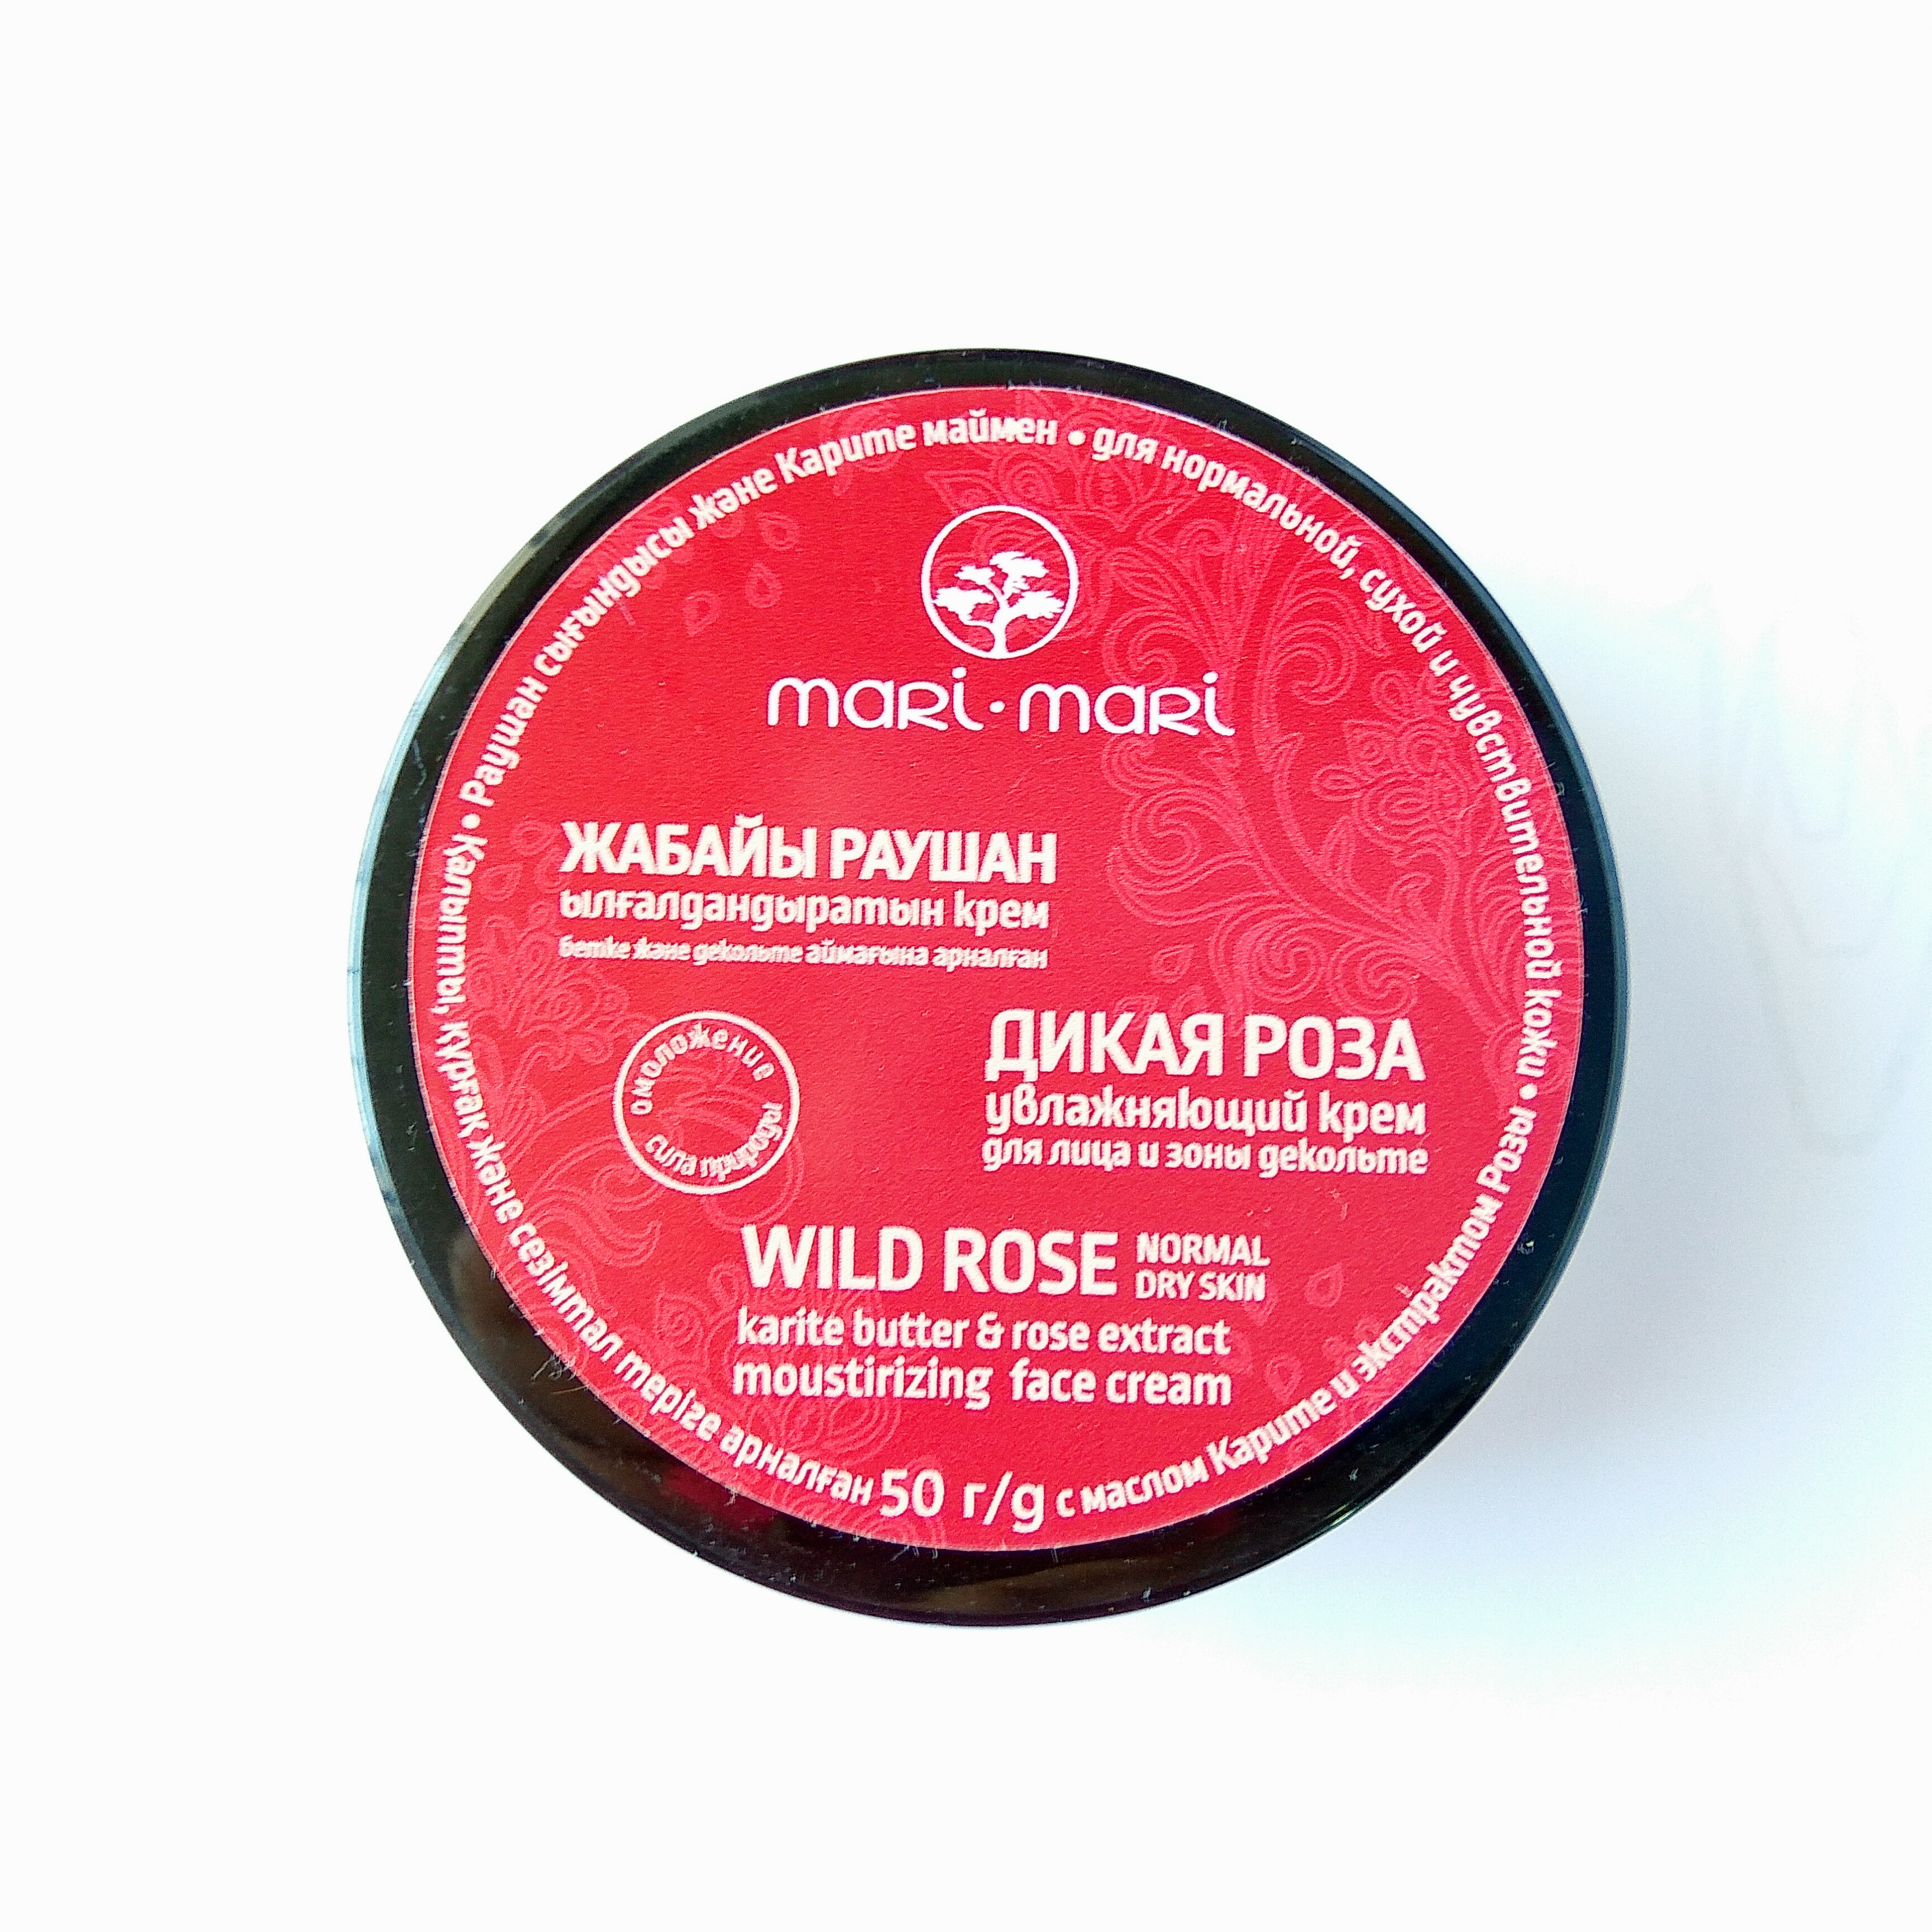 mari·mari
ЖАБАЙЫ РАУШАН
ылғалдандыратын крем
бетке және декольте аймағына арналған
омоложение
сила природы
ДИКАЯ РОЗА
увлажняющий крем
для лица и зоны декольте
WILD ROSE NORMAL
DRY SKIN
karite butter & rose extract
moustirizing face cream
50 г/g
Қалыпты, құрғақ және сезімтал теріге арналған
• Раушан сығындысы және Карите маймен
• для нормальной, сухой и чувствительной кожи •
с маслом Карите и экстрактом Розы